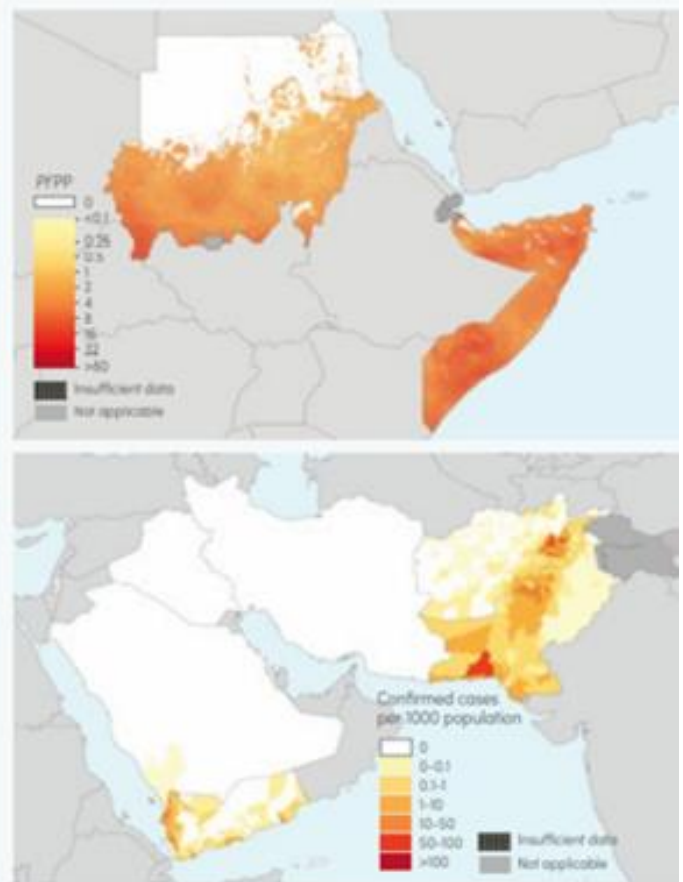 PfPP
0
<0.1
0.25
0.5
1
2
4
8
16
32
>60
Insufficient data
Not applicable
Confirmed cases
per 1000 population
0
0–0.1
0.1–1
1–10
10–50
50–100
>100
Insufficient data
Not applicable